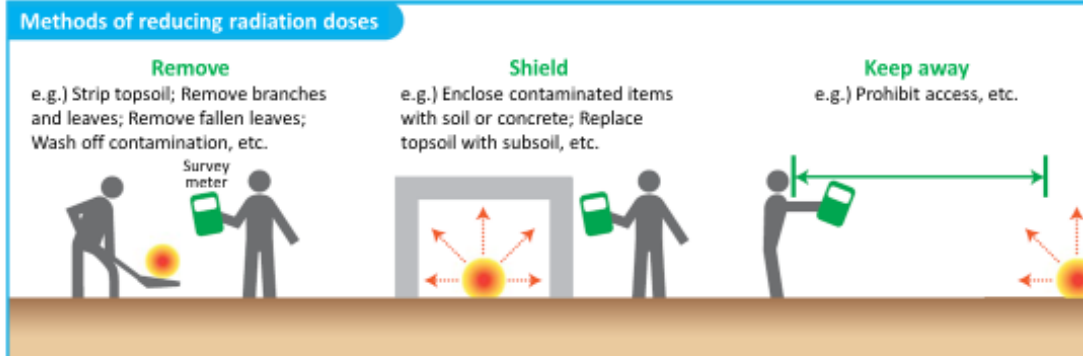 Methods of reducing radiation doses
Remove
e.g.) Strip topsoil; Remove branches
and leaves; Remove fallen leaves;
Wash off contamination, etc.
Survey
meter
Shield
e.g.) Enclose contaminated items
with soil or concrete; Replace
topsoil with subsoil, etc.
Keep away
e.g.) Prohibit access, etc.